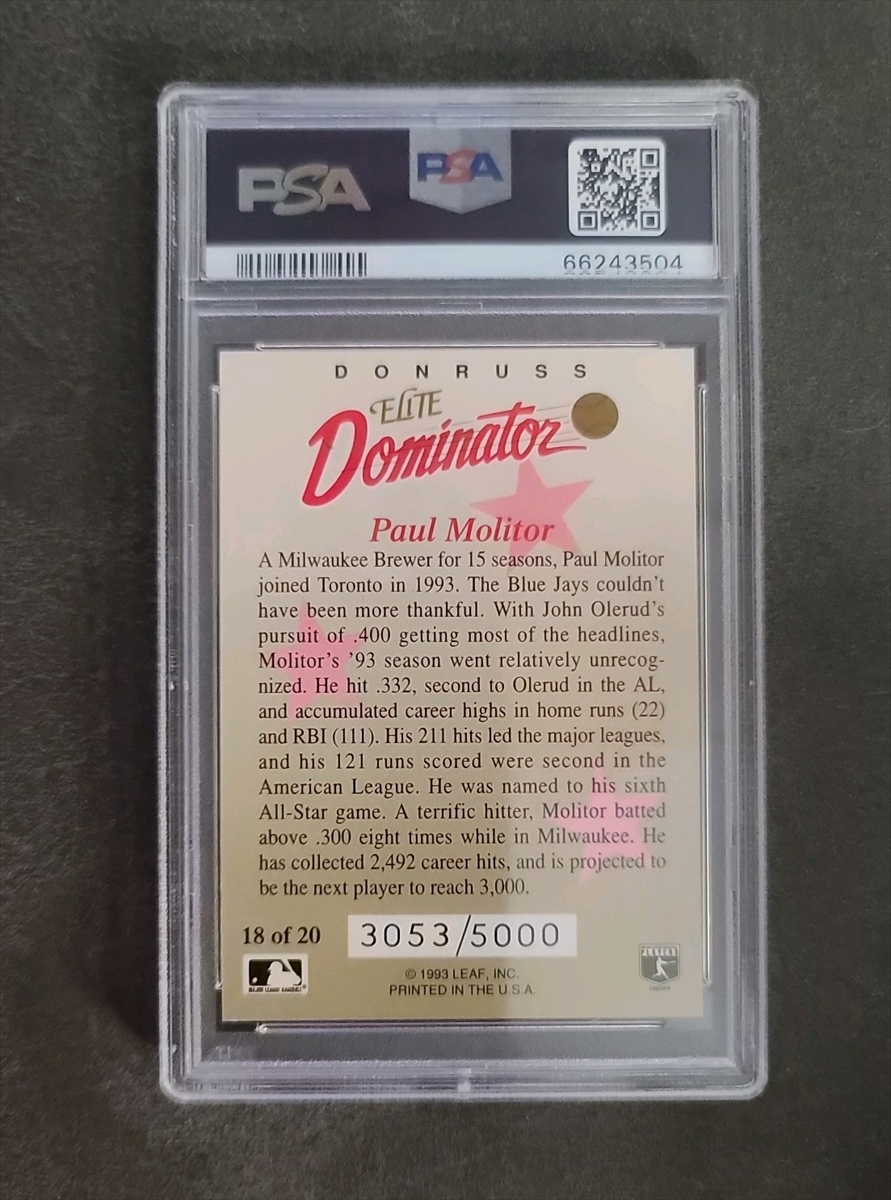 PSA
PSA
66243504
DONRUSS
ELITE
Dominator
Paul Molitor
A Milwaukee Brewer for 15 seasons, Paul Molitor
joined Toronto in 1993. The Blue Jays couldn't
have been more thankful. With John Olerud's
pursuit of .400 getting most of the headlines,
Molitor's '93 season went relatively unrecog-
nized. He hit .332, second to Olerud in the AL,
and accumulated career highs in home runs (22)
and RBI (111). His 211 hits led the major leagues,
and his 121 runs scored were second in the
American League. He was named to his sixth
All-Star game. A terrific hitter, Molitor batted
above .300 eight times while in Milwaukee. He
has collected 2,492 career hits, and is projected to
be the next player to reach 3,000.
18 of 20
3053/5000
MAJOR LEAGUE BASEBALL
© 1993 LEAF, INC.
PRINTED IN THE U.S.A.